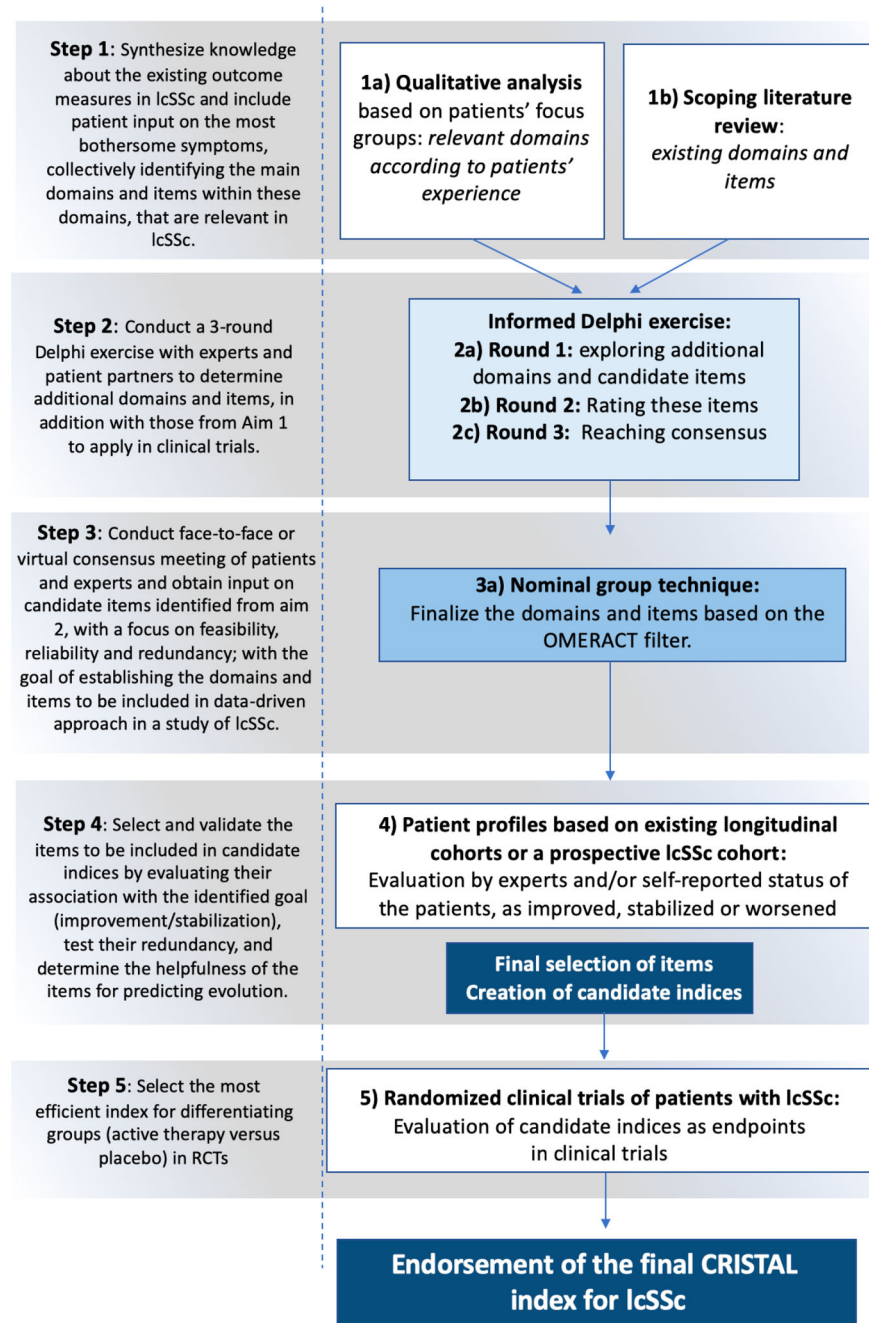 Step 1: Synthesize knowledge
about the existing outcome
measures in lcSSc and include
patient input on the most
bothersome symptoms,
collectively identifying the main
domains and items within these
domains, that are relevant in
lcSSc.
1a) Qualitative analysis
based on patients’ focus
groups: relevant domains
according to patients’
experience
1b) Scoping literature
review:
existing domains and
items
Step 2: Conduct a 3-round
Delphi exercise with experts and
patient partners to determine
additional domains and items, in
addition with those from Aim 1
to apply in clinical trials.
Informed Delphi exercise:
2a) Round 1: exploring additional
domains and candidate items
2b) Round 2: Rating these items
2c) Round 3: Reaching consensus
Step 3: Conduct face-to-face or
virtual consensus meeting of patients
and experts and obtain input on
candidate items identified from aim
2, with a focus on feasibility,
reliability and redundancy; with the
goal of establishing the domains and
items to be included in data-driven
approach in a study of lcSSc.
3a) Nominal group technique:
Finalize the domains and items based on the
OMERACT filter.
Step 4: Select and validate the
items to be included in candidate
indices by evaluating their
association with the identified goal
(improvement/stabilization),
test their redundancy, and
determine the helpfulness of the
items for predicting evolution.
4) Patient profiles based on existing longitudinal
cohorts or a prospective lcSSc cohort:
Evaluation by experts and/or self-reported status of
the patients, as improved, stabilized or worsened
Final selection of items
Creation of candidate indices
Step 5: Select the most
efficient index for differentiating
groups (active therapy versus
placebo) in RCTs
5) Randomized clinical trials of patients with lcSSc:
Evaluation of candidate indices as endpoints
in clinical trials
Endorsement of the final CRISTAL
index for lcSSc